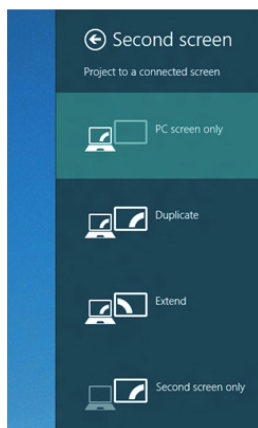 Second screen
Project to a connected screen
PC screen only
Duplicate
Extend
Second screen only